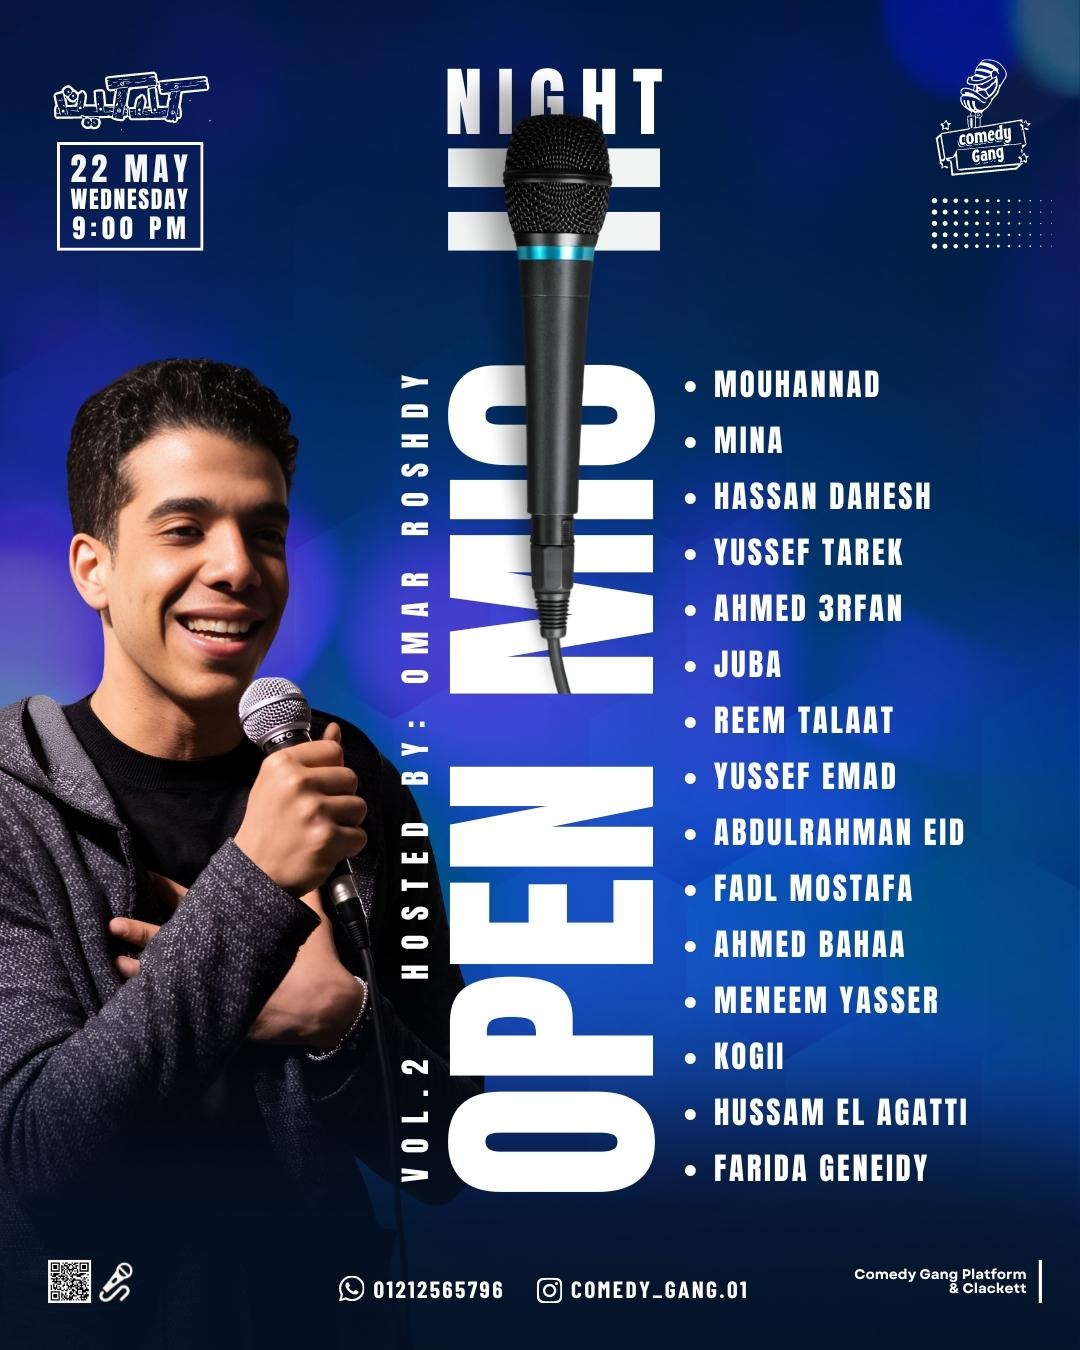 NIGHT
II
22 MAY
WEDNESDAY
9:00 PM
comedy
Gang
OPEN MIC
VOL.2 HOSTED BY: OMAR ROSHDY
• MOUHANNAD
• MINA
• HASSAN DAHESH
• YUSSEF TAREK
• AHMED 3RFAN
• JUBA
• REEM TALAAT
• YUSSEF EMAD
• ABDULRAHMAN EID
• FADL MOSTAFA
• AHMED BAHAA
• MENEEM YASSER
• KOGII
• HUSSAM EL AGATTI
• FARIDA GENEIDY
01212565796
COMEDY_GANG.01
Comedy Gang Platform
& Clackett